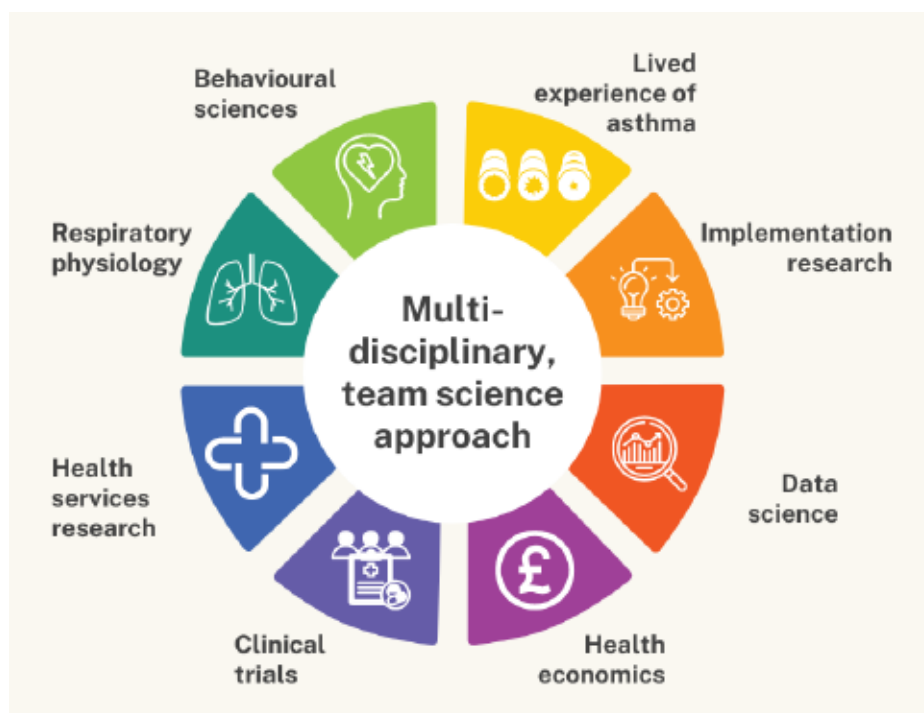 Behavioural
sciences
Lived
experience of
asthma
Respiratory
physiology
Implementation
research
Multi-
disciplinary,
team science
approach
Health
services
research
Data
science
£
Clinical
trials
Health
economics